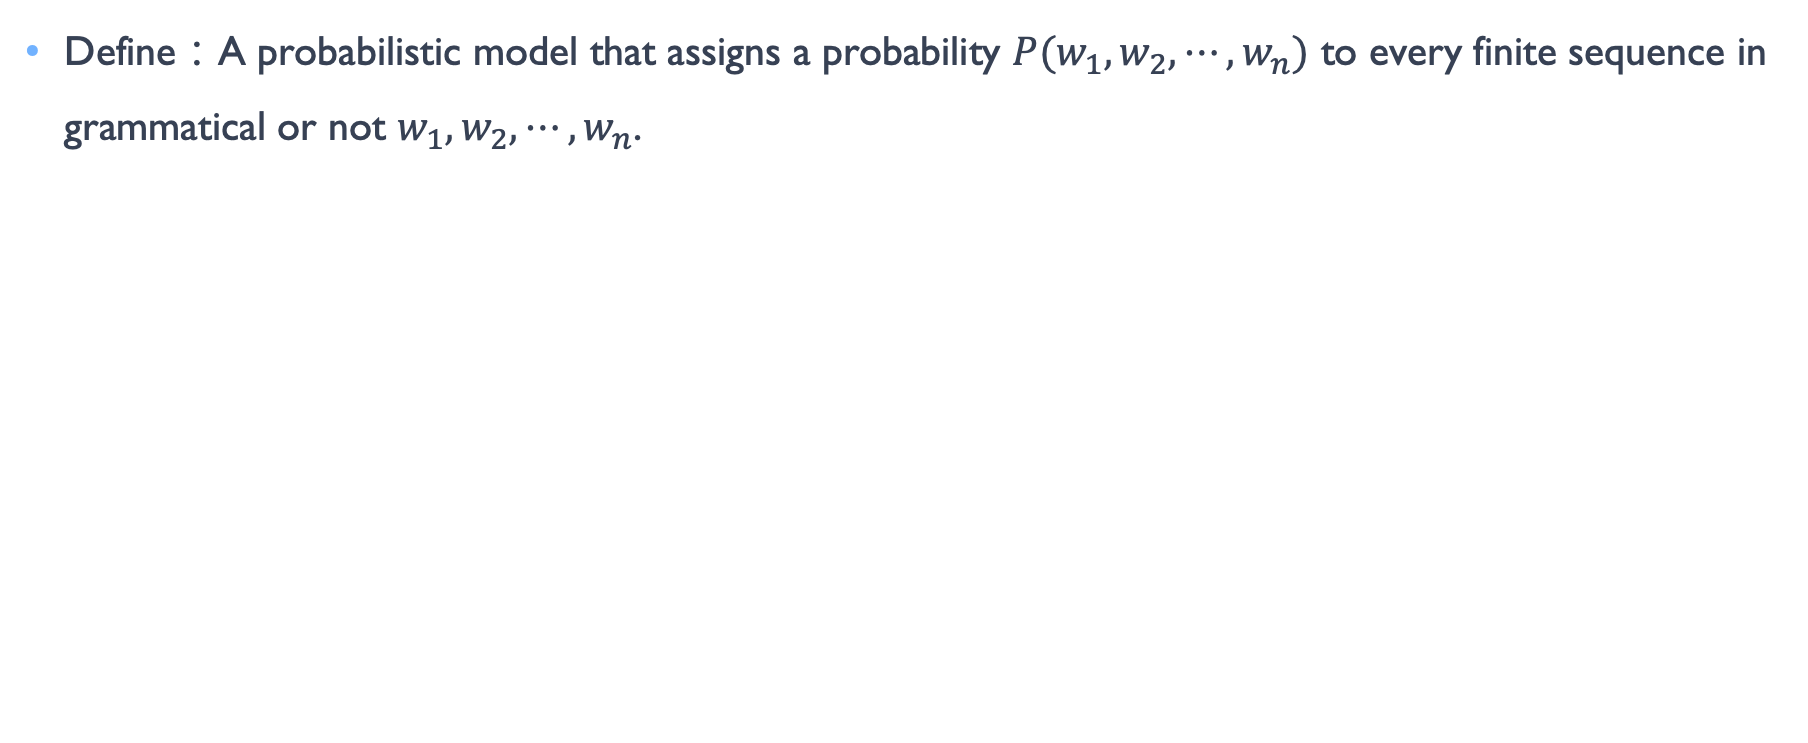 • Define：A probabilistic model that assigns a probability P(w₁, w₂, ⋯ , wₙ) to every finite sequence in
grammatical or not w₁, w₂, ⋯ , wₙ.